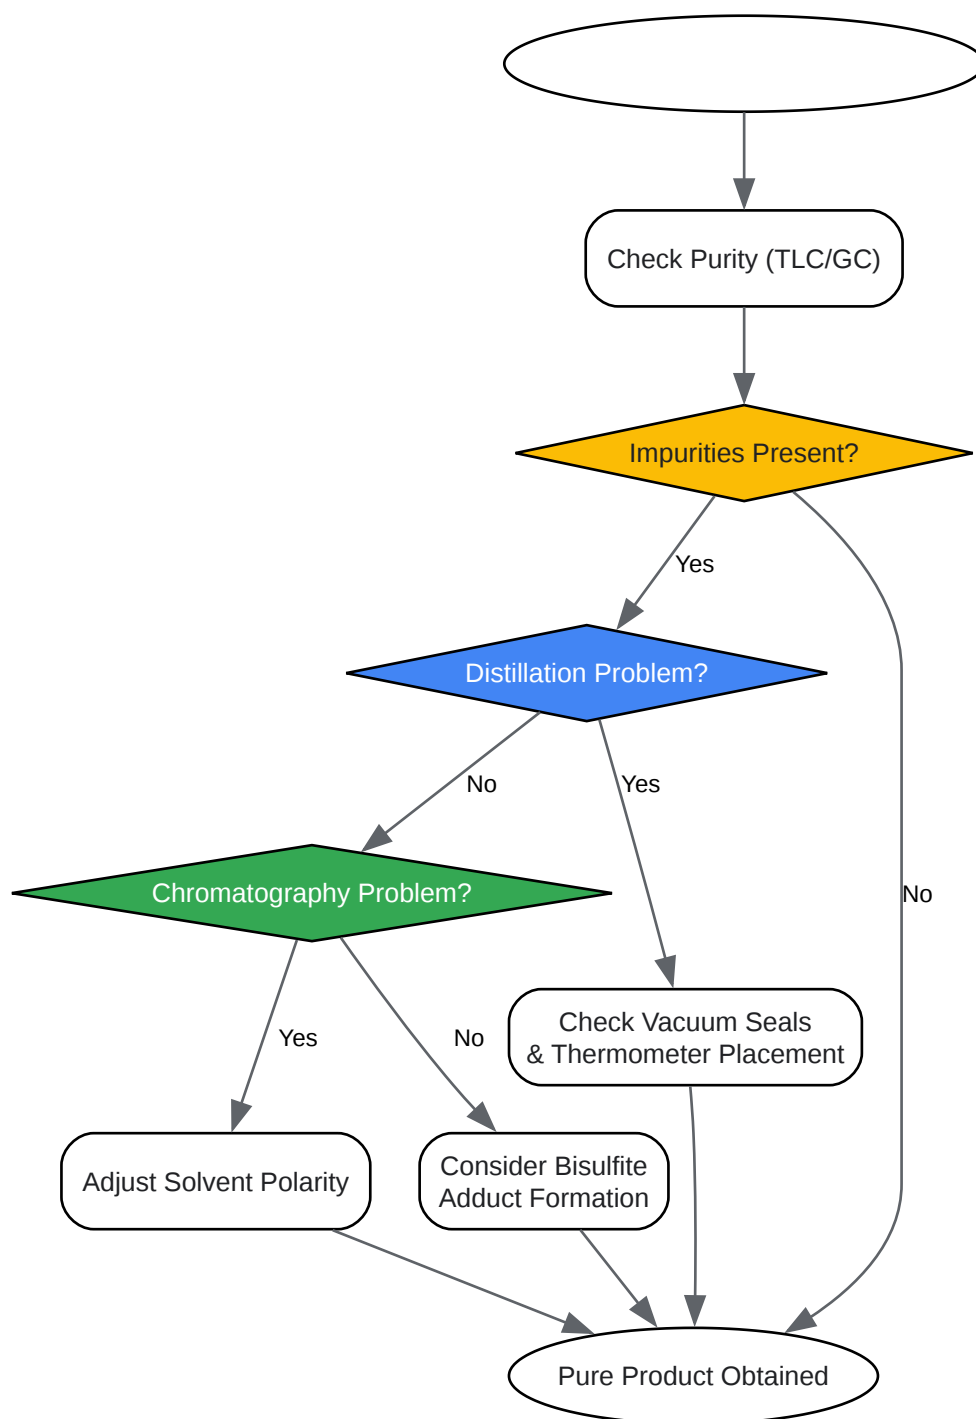 Check Purity (TLC/GC)
Impurities Present?
Yes
Distillation Problem?
No
Yes
Chromatography Problem?
No
Yes
No
Check Vacuum Seals
& Thermometer Placement
Adjust Solvent Polarity
Consider Bisulfite
Adduct Formation
Pure Product Obtained